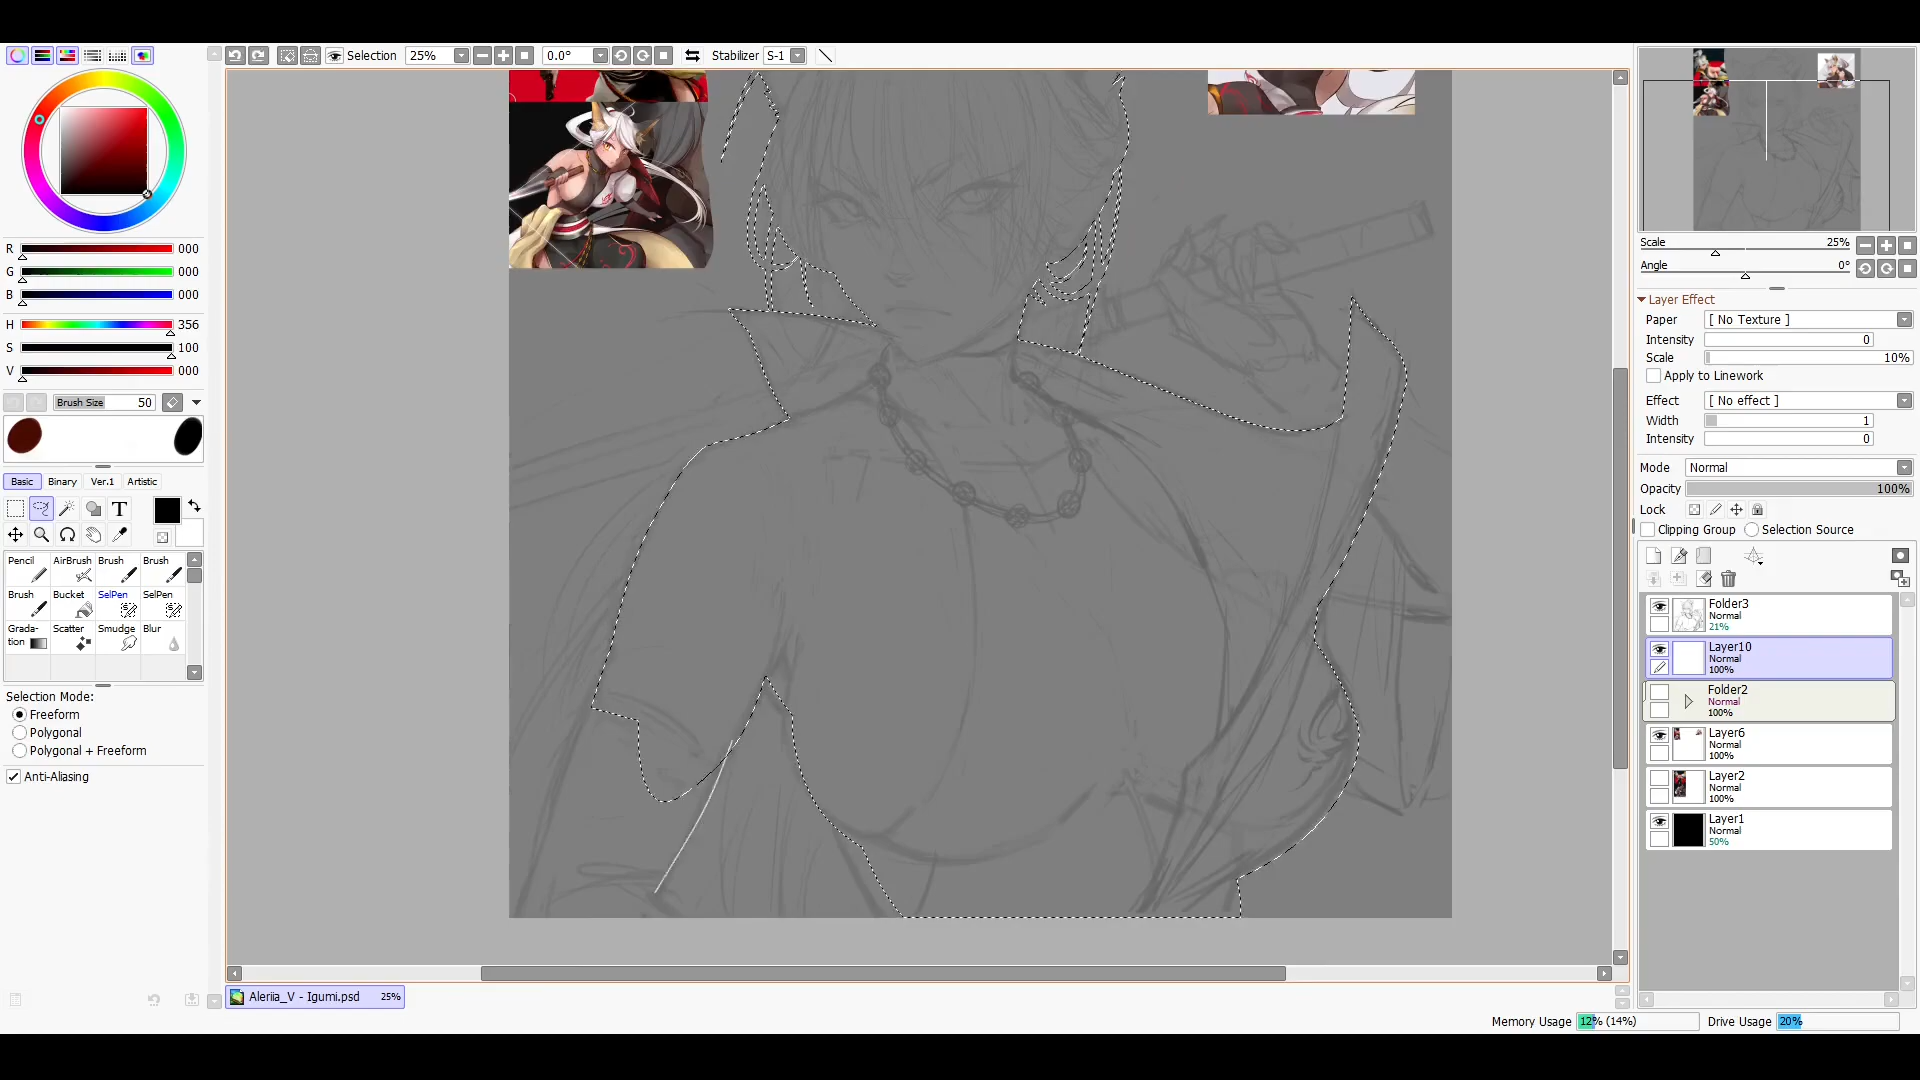 Selection 25% 0.0° Stabilizer S-1
R 000
G 000
B 000
H 356
S 100
V 000
Brush Size 50
Basic Binary Ver.1 Artistic
T
Pencil AirBrush Brush Brush
Brush Bucket SelPen SelPen
Grada-
tion Scatter Smudge Blur
Selection Mode:
Freeform
Polygonal
Polygonal + Freeform
Anti-Aliasing
Aleriia_V - Igumi.psd 25%
Scale 25%
Angle 0°
Layer Effect
Paper [ No Texture ]
Intensity 0
Scale 10%
Apply to Linework
Effect [ No effect ]
Width 1
Intensity 0
Mode Normal
Opacity 100%
Lock
Clipping Group Selection Source
Folder3
Normal
21%
Layer10
Normal
100%
Folder2
Normal
100%
Layer6
Normal
100%
Layer2
Normal
100%
Layer1
Normal
50%
Memory Usage 12% (14%) Drive Usage 20%